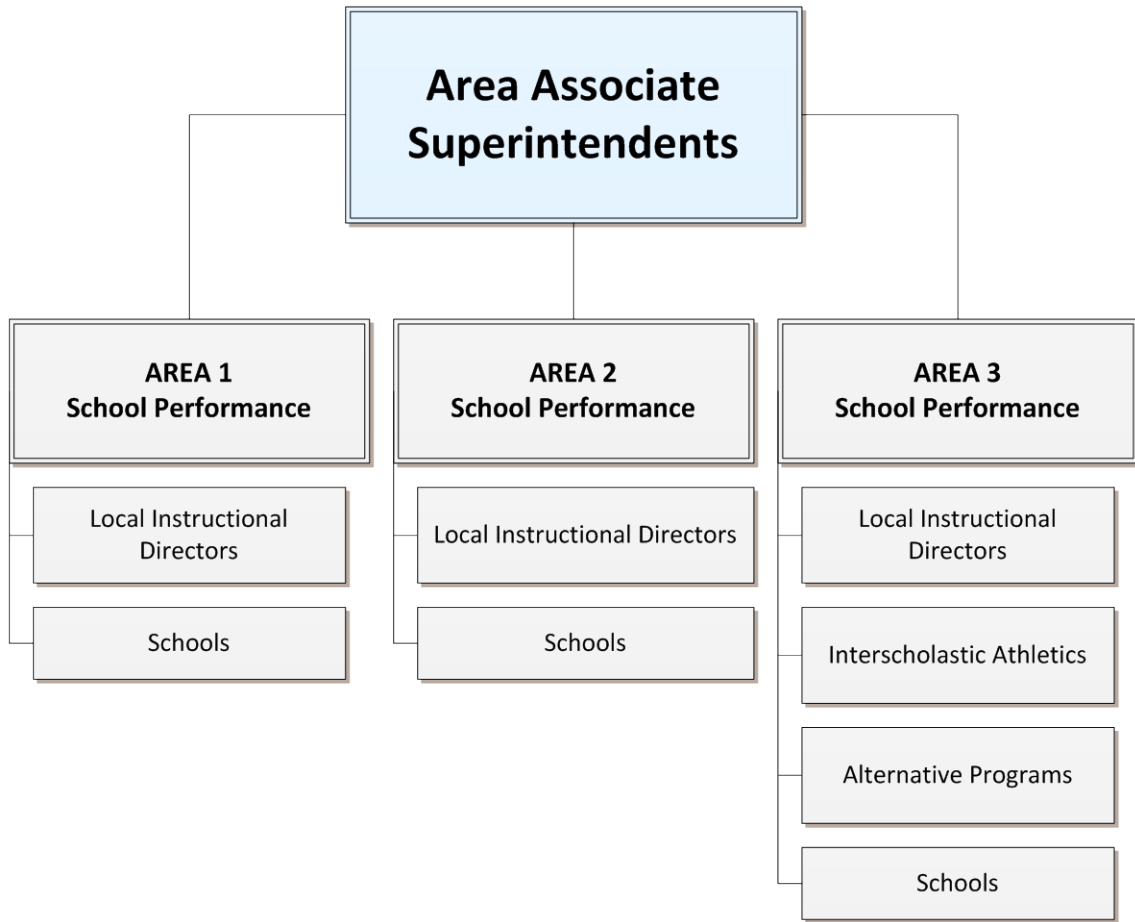 Area Associate
Superintendents
AREA 1
School Performance
Local Instructional
Directors
Schools
AREA 2
School Performance
Local Instructional Directors
Schools
AREA 3
School Performance
Local Instructional
Directors
Interscholastic Athletics
Alternative Programs
Schools